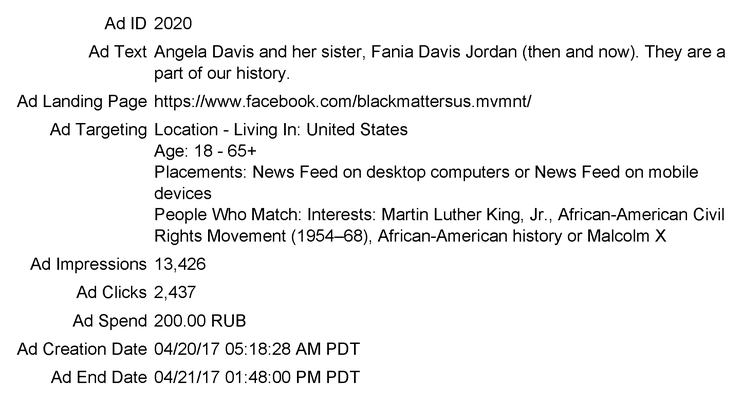 Ad ID 2020
Ad Text Angela Davis and her sister, Fania Davis Jordan (then and now). They are a
part of our history.
Ad Landing Page https://www.facebook.com/blackmattersus.mvmnt/
Ad Targeting Location - Living In: United States
Age: 18 - 65+
Placements: News Feed on desktop computers or News Feed on mobile
devices
People Who Match: Interests: Martin Luther King, Jr., African-American Civil
Rights Movement (1954–68), African-American history or Malcolm X
Ad Impressions 13,426
Ad Clicks 2,437
Ad Spend 200.00 RUB
Ad Creation Date 04/20/17 05:18:28 AM PDT
Ad End Date 04/21/17 01:48:00 PM PDT